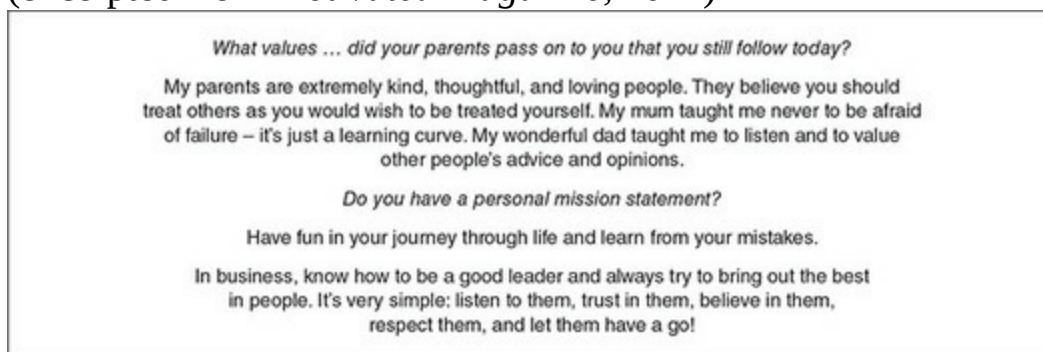 (excerpted from Motivated Magazine,
What values … did your parents pass on to you that you still follow today?
My parents are extremely kind, thoughtful, and loving people. They believe you should
treat others as you would wish to be treated yourself. My mum taught me never to be afraid
of failure – it's just a learning curve. My wonderful dad taught me to listen and to value
other people's advice and opinions.
Do you have a personal mission statement?
Have fun in your journey through life and learn from your mistakes.
In business, know how to be a good leader and always try to bring out the best
in people. It's very simple: listen to them, trust in them, believe in them,
respect them, and let them have a go!